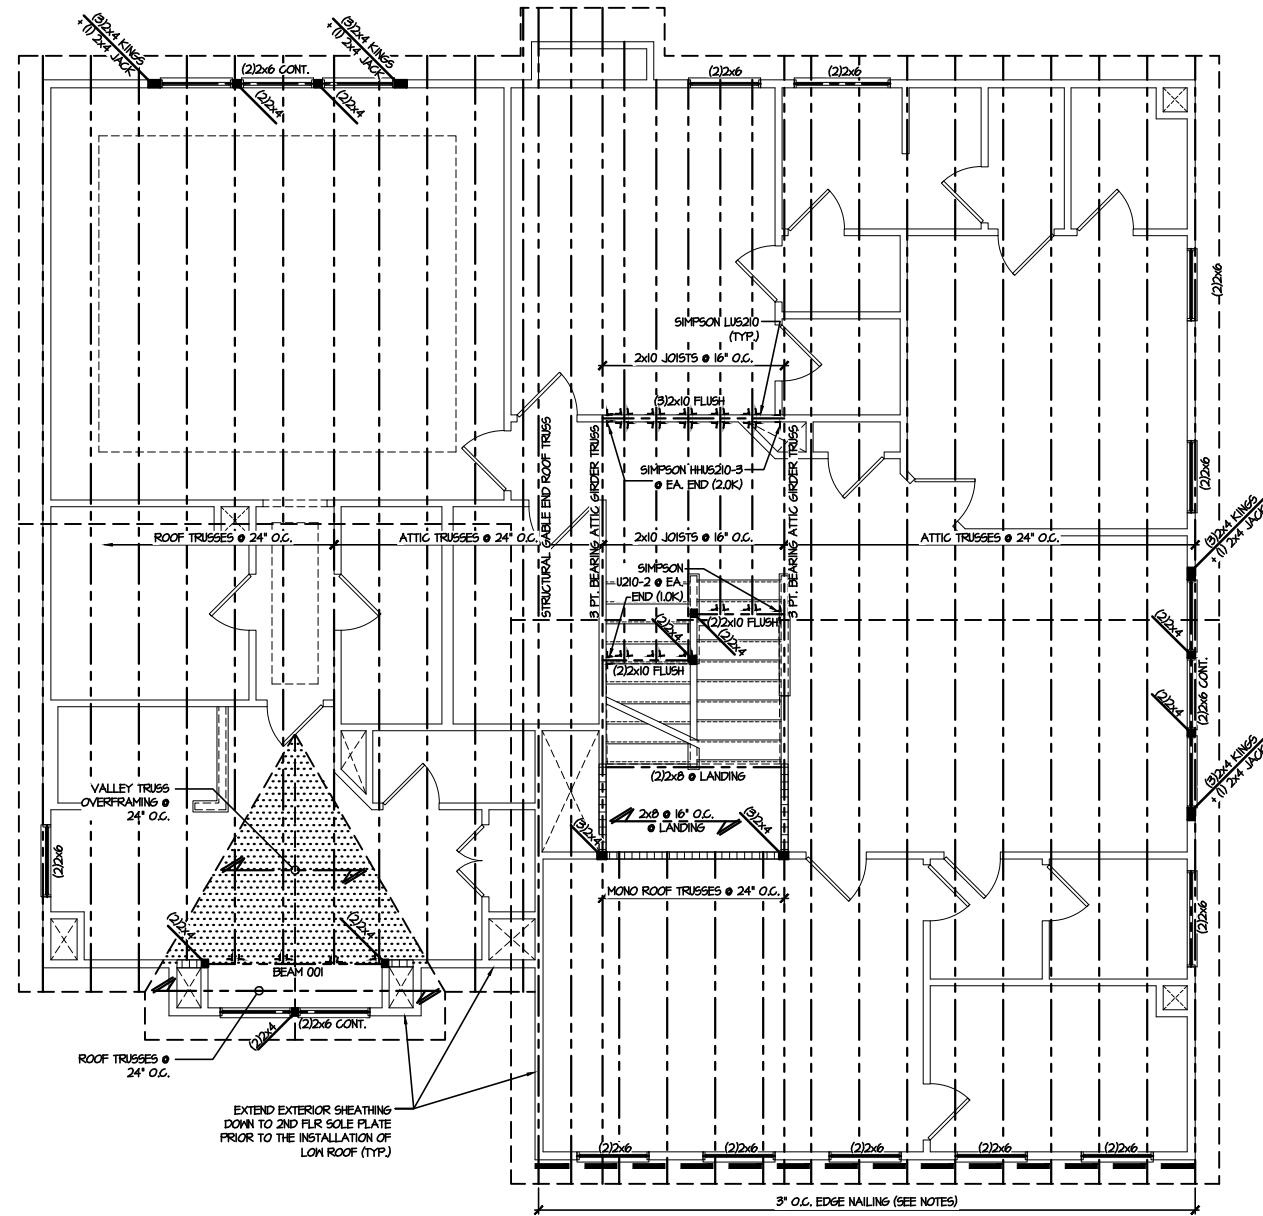 (3)2x4 KINGS
+ (1) 2x4 JACK
(3)2x4 KINGS
+ (1) 2x4 JACK
(2)2x6 CONT.
(2)2x6
(2)2x6
(2)2x4
(2)2x4
(2)2x6
SIMPSON LUS210
(TYP.)
2x10 JOISTS @ 16" O.C.
(3)2x10 FLUSH
STRUCTURAL GABLE END ROOF TRUSS
3 PT. BEARING ATTIC GIRDER TRUSS
3 PT. BEARING ATTIC GIRDER TRUSS
SIMPSON HHUS210-3
@ EA. END (2.0K)
(2)2x6
(3)2x4 KINGS
+ (1) 2x4 JACK
ROOF TRUSSES @ 24" O.C.
ATTIC TRUSSES @ 24" O.C.
2x10 JOISTS @ 16" O.C.
ATTIC TRUSSES @ 24" O.C.
SIMPSON
U210-2 @ EA.
END (1.0K)
(2)2x10 FLUSH
(2)2x4
(2)2x4
(2)2x10 FLUSH
(2)2x4
(2)2x6 CONT.
(2)2x4
(3)2x4 KINGS
+ (1) 2x4 JACK
(2)2x8 @ LANDING
VALLEY TRUSS
OVERFRAMING @
24" O.C.
2x8 @ 16" O.C.
@ LANDING
(3)2x4
(3)2x4
(2)2x6
MONO ROOF TRUSSES @ 24" O.C.
(2)2x6
(2)2x4
(2)2x4
BEAM 001
(2)2x6 CONT.
(2)2x4
ROOF TRUSSES @
24" O.C.
EXTEND EXTERIOR SHEATHING
DOWN TO 2ND FLR SOLE PLATE
PRIOR TO THE INSTALLATION OF
LOW ROOF (TYP.)
(2)2x6
(2)2x6
(2)2x6
(2)2x6
(2)2x6
3" O.C. EDGE NAILING (SEE NOTES)